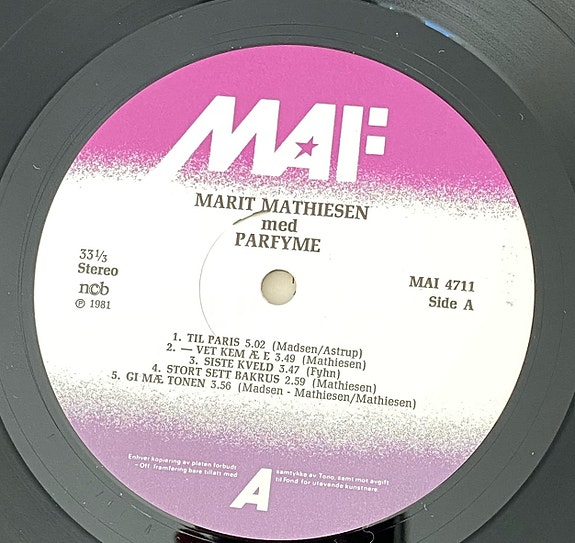 MAI
MARIT MATHIESEN
med
PARFYME
33⅓
Stereo
ncb
℗ 1981
MAI 4711
Side A
1. TIL PARIS 5.02 (Madsen/Astrup)
2. — VET KEM Æ. E 3.49 (Mathiesen)
3. SISTE KVELD 3.47 (Fyhn)
4. STORT SETT BAKRUS 2.59 (Mathiesen)
5. GI MÆ TONEN 3.56 (Madsen - Mathiesen/Mathiesen)
Enhver kopiering av platen forbudt
- Off. framføring bare tillatt med
A
samtykke av Tono, samt mot avgift
til Fond for utøvende kunstnere